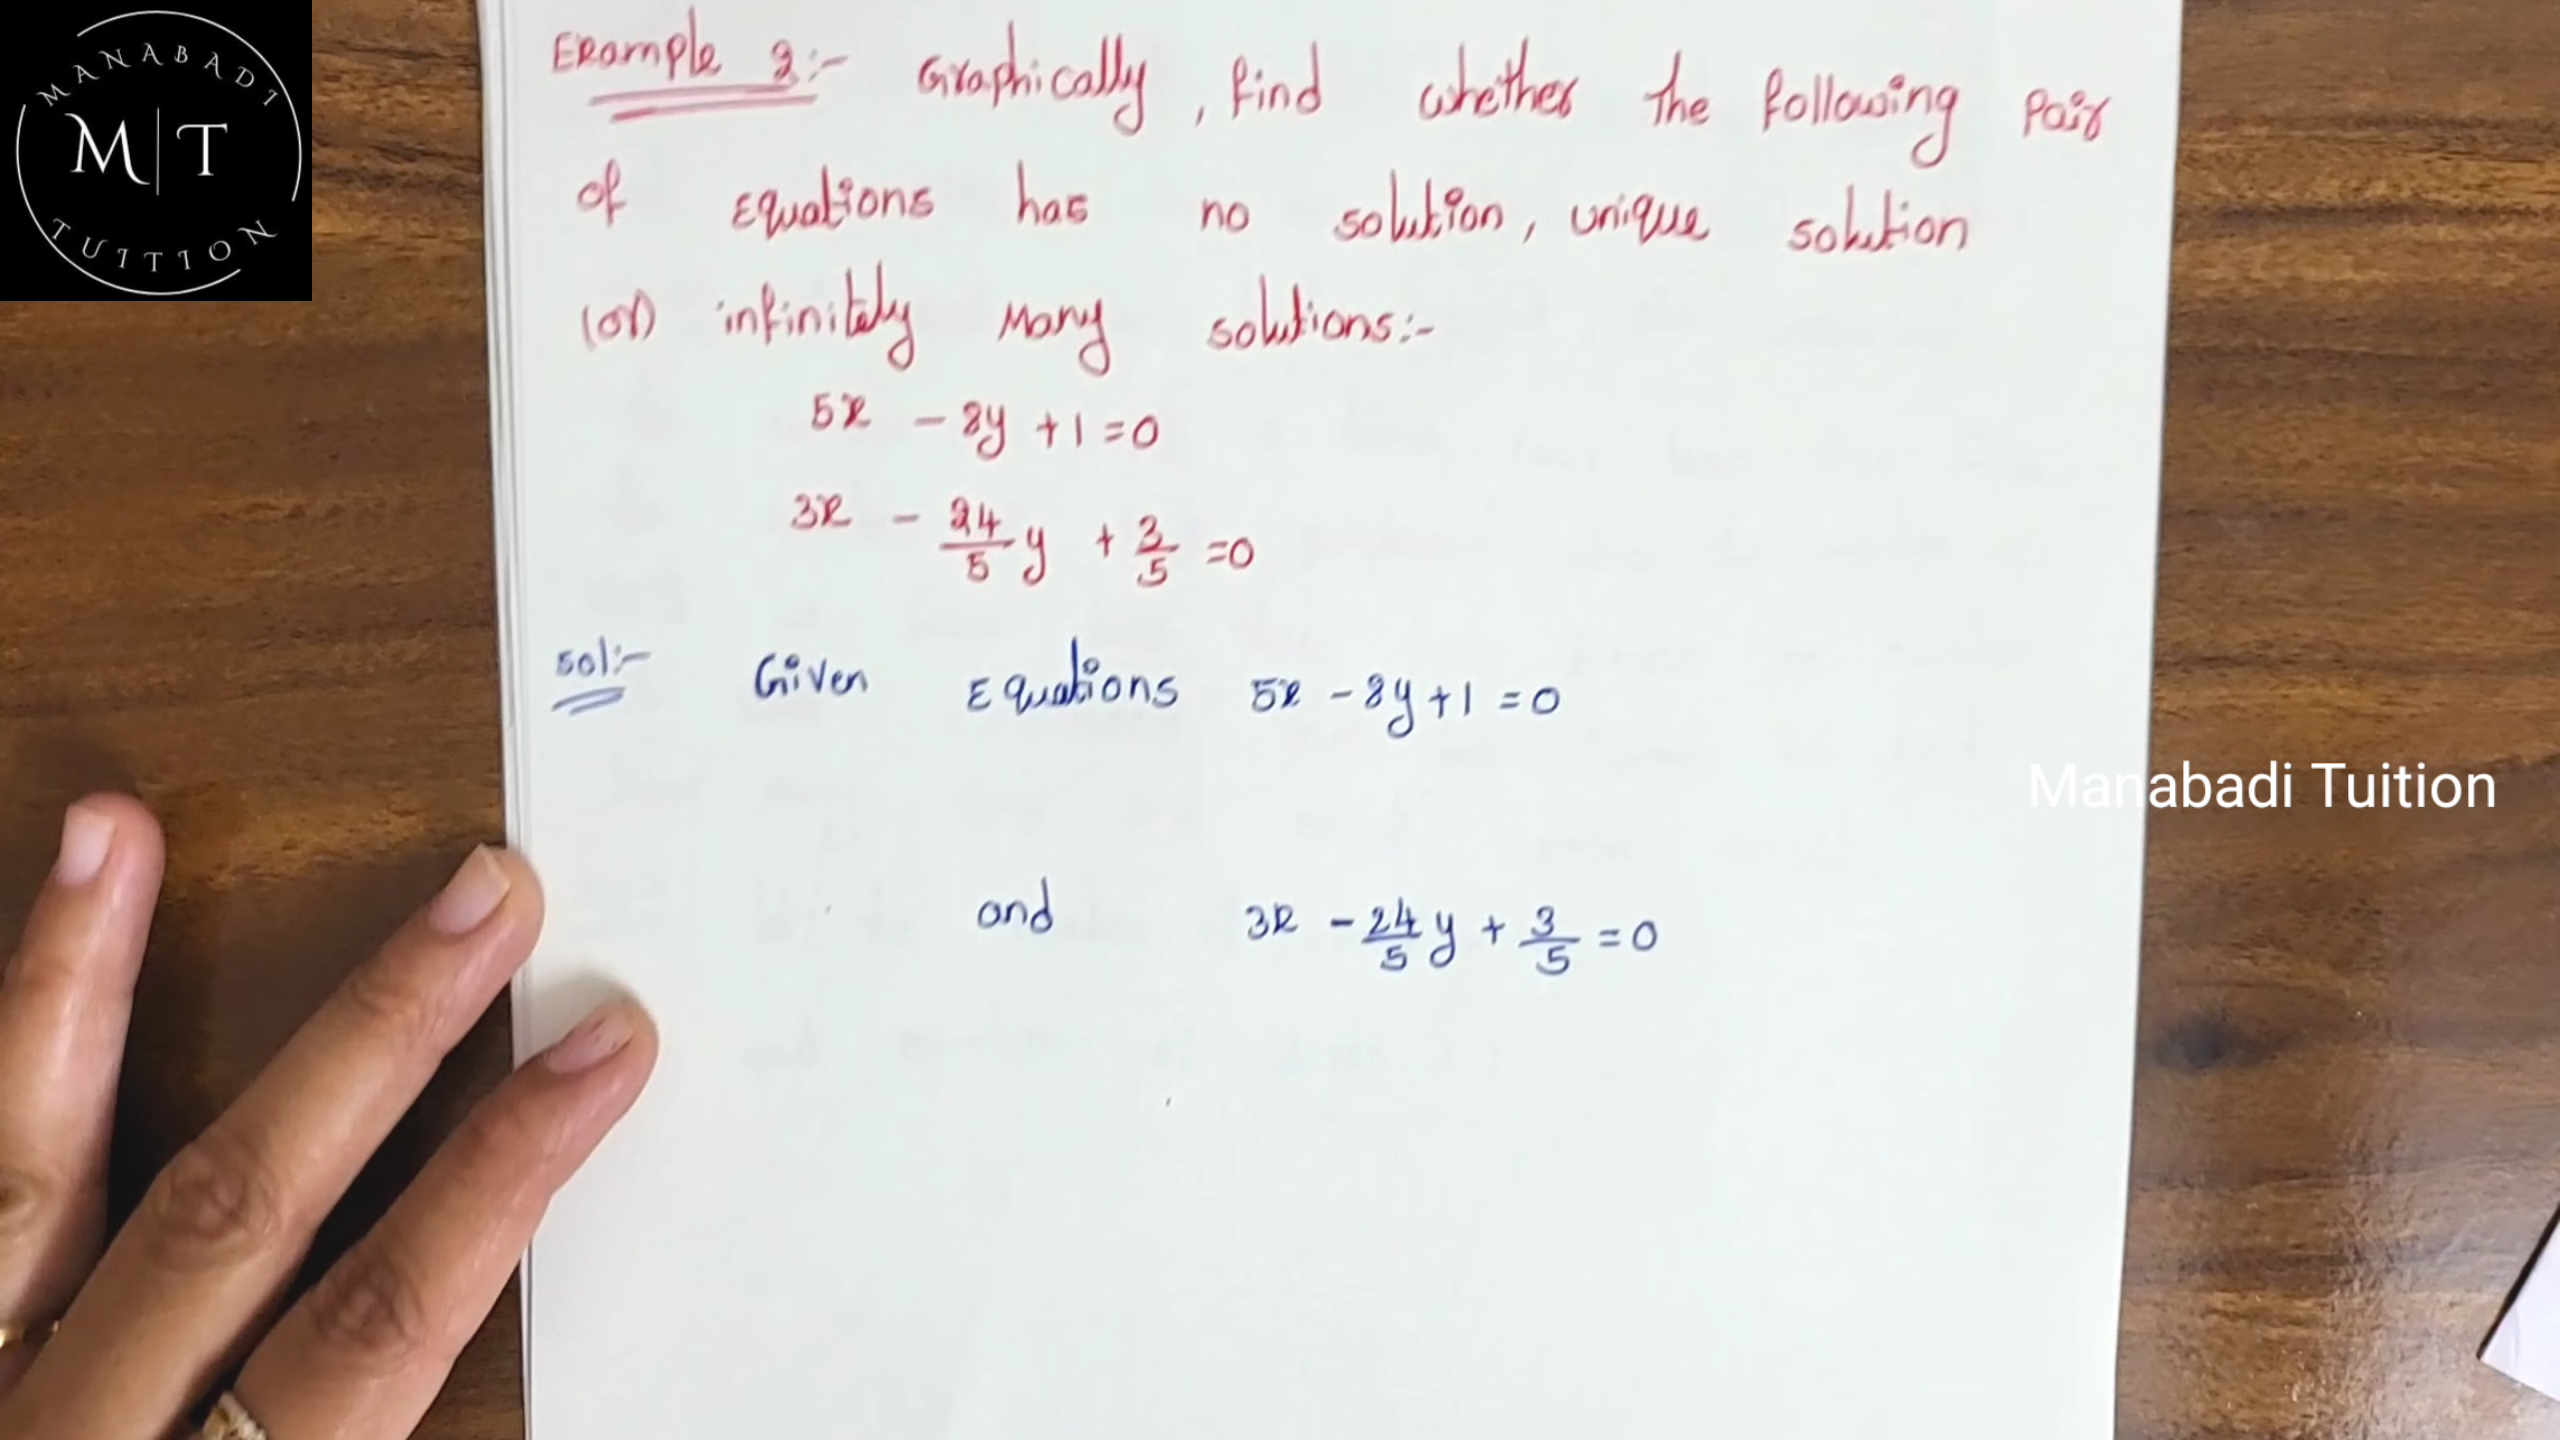 MANABADI
M|T
TUITION
Example 2:- Graphically, find whether the following pair
of Equations has no solution, unique solution
(or) infinitely many solutions:-
5x - 8y + 1 = 0
3x - 24/5 y + 3/5 = 0
Sol:- Given Equations 5x - 8y + 1 = 0
Manabadi Tuition
and 3x - 24/5 y + 3/5 = 0